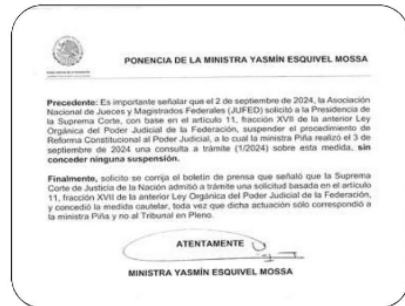 PONENCIA DE LA MINISTRA YASMÍN ESQUIVEL MOSSA
Precedente: Es importante señalar que el 2 de septiembre de 2024, la Asociación
Nacional de Jueces y Magistrados Federales (JUFED) solicitó a la Presidencia de
la Suprema Corte, con base en el artículo 11, fracción XVII de la anterior Ley
Orgánica del Poder Judicial de la Federación, suspender el procedimiento de
Reforma Constitucional al Poder Judicial, a lo cual la ministra Piña realizó el 3 de
septiembre de 2024 una consulta a trámite (1/2024) sobre esta medida, sin
conceder ninguna suspensión.
Finalmente, solicito se corrija el boletín de prensa que señaló que la Suprema
Corte de Justicia de la Nación admitió a trámite una solicitud basada en el artículo
11, fracción XVII de la anterior Ley Orgánica del Poder Judicial de la Federación,
y concedió la medida cautelar, toda vez que dicha actuación sólo correspondió a
la ministra Piña y no al Tribunal en Pleno.
ATENTAMENTE
MINISTRA YASMÍN ESQUIVEL MOSSA